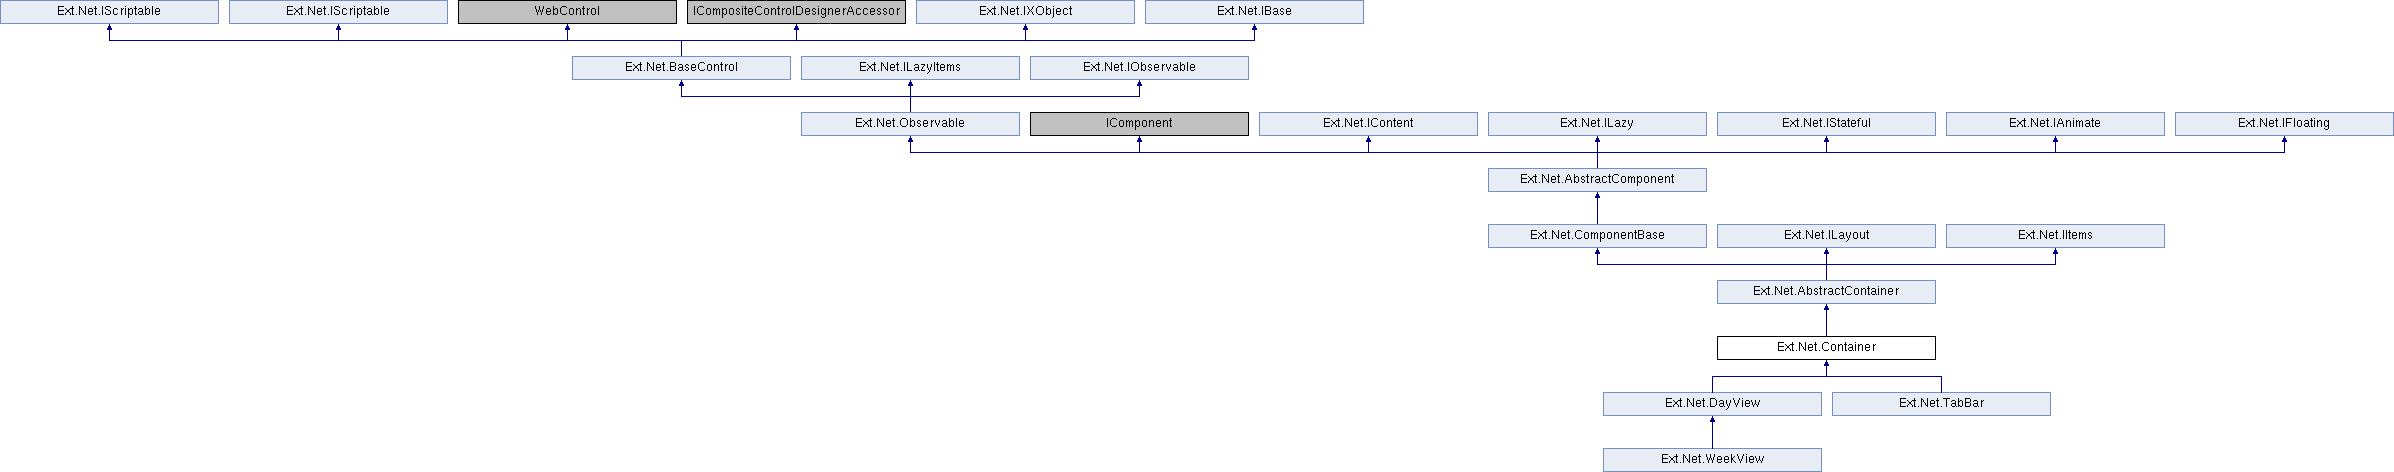 Ext.Net.IScriptable
Ext.Net.IScriptable
WebControl
ICompositeControlDesignerAccessor
Ext.Net.IXObject
Ext.Net.IBase
Ext.Net.BaseControl
Ext.Net.ILazyItems
Ext.Net.IObservable
Ext.Net.Observable
IComponent
Ext.Net.IContent
Ext.Net.ILazy
Ext.Net.IStateful
Ext.Net.IAnimate
Ext.Net.IFloating
Ext.Net.AbstractComponent
Ext.Net.ComponentBase
Ext.Net.ILayout
Ext.Net.IItems
Ext.Net.AbstractContainer
Ext.Net.Container
Ext.Net.DayView
Ext.Net.TabBar
Ext.Net.WeekView